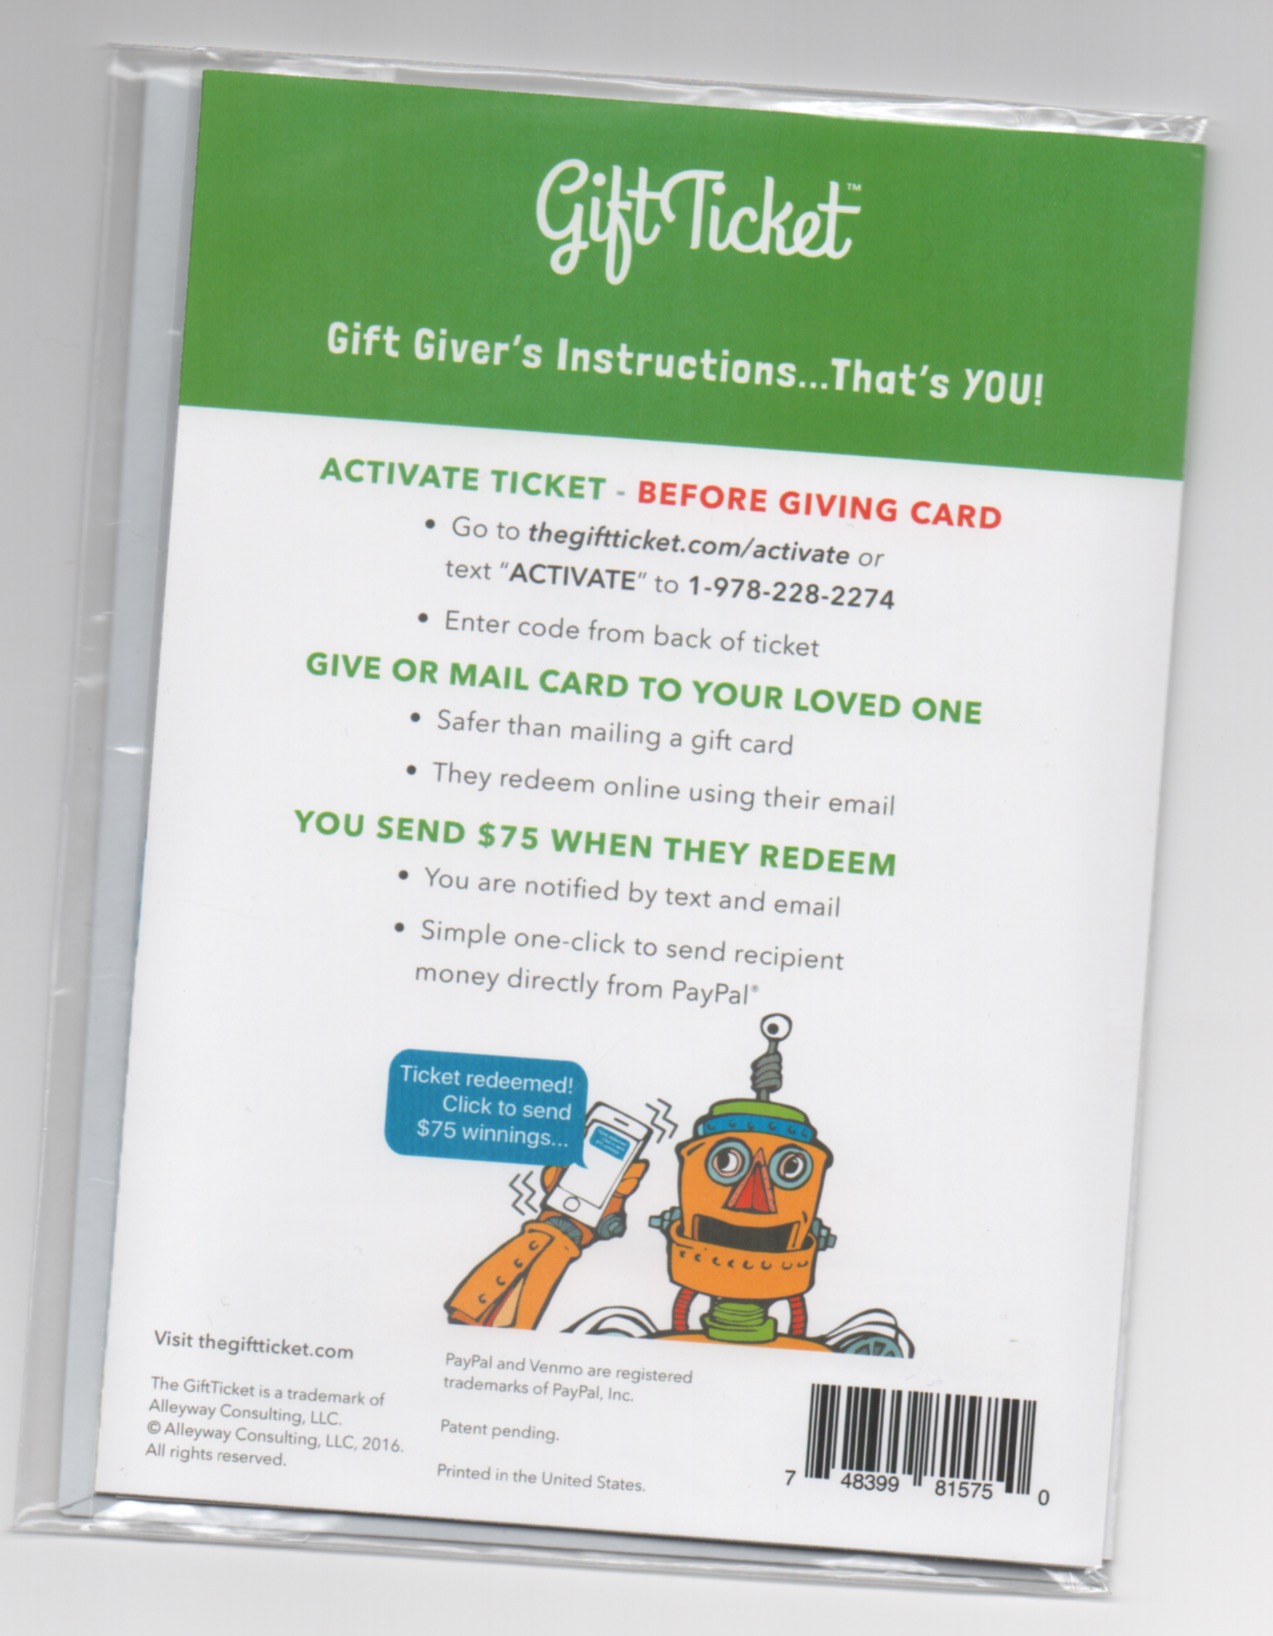 GiftTicket™
Gift Giver's Instructions...That's YOU!
ACTIVATE TICKET - BEFORE GIVING CARD
• Go to thegiftticket.com/activate or
text "ACTIVATE" to 1-978-228-2274
• Enter code from back of ticket
GIVE OR MAIL CARD TO YOUR LOVED ONE
• Safer than mailing a gift card
• They redeem online using their email
YOU SEND $75 WHEN THEY REDEEM
• You are notified by text and email
• Simple one-click to send recipient
money directly from PayPal®
Ticket redeemed!
Click to send
$75 winnings...
Visit thegiftticket.com
The GiftTicket is a trademark of
Alleyway Consulting, LLC.
© Alleyway Consulting, LLC, 2016.
All rights reserved.
PayPal and Venmo are registered
trademarks of PayPal, Inc.
Patent pending.
Printed in the United States.
7 48399 81575 0